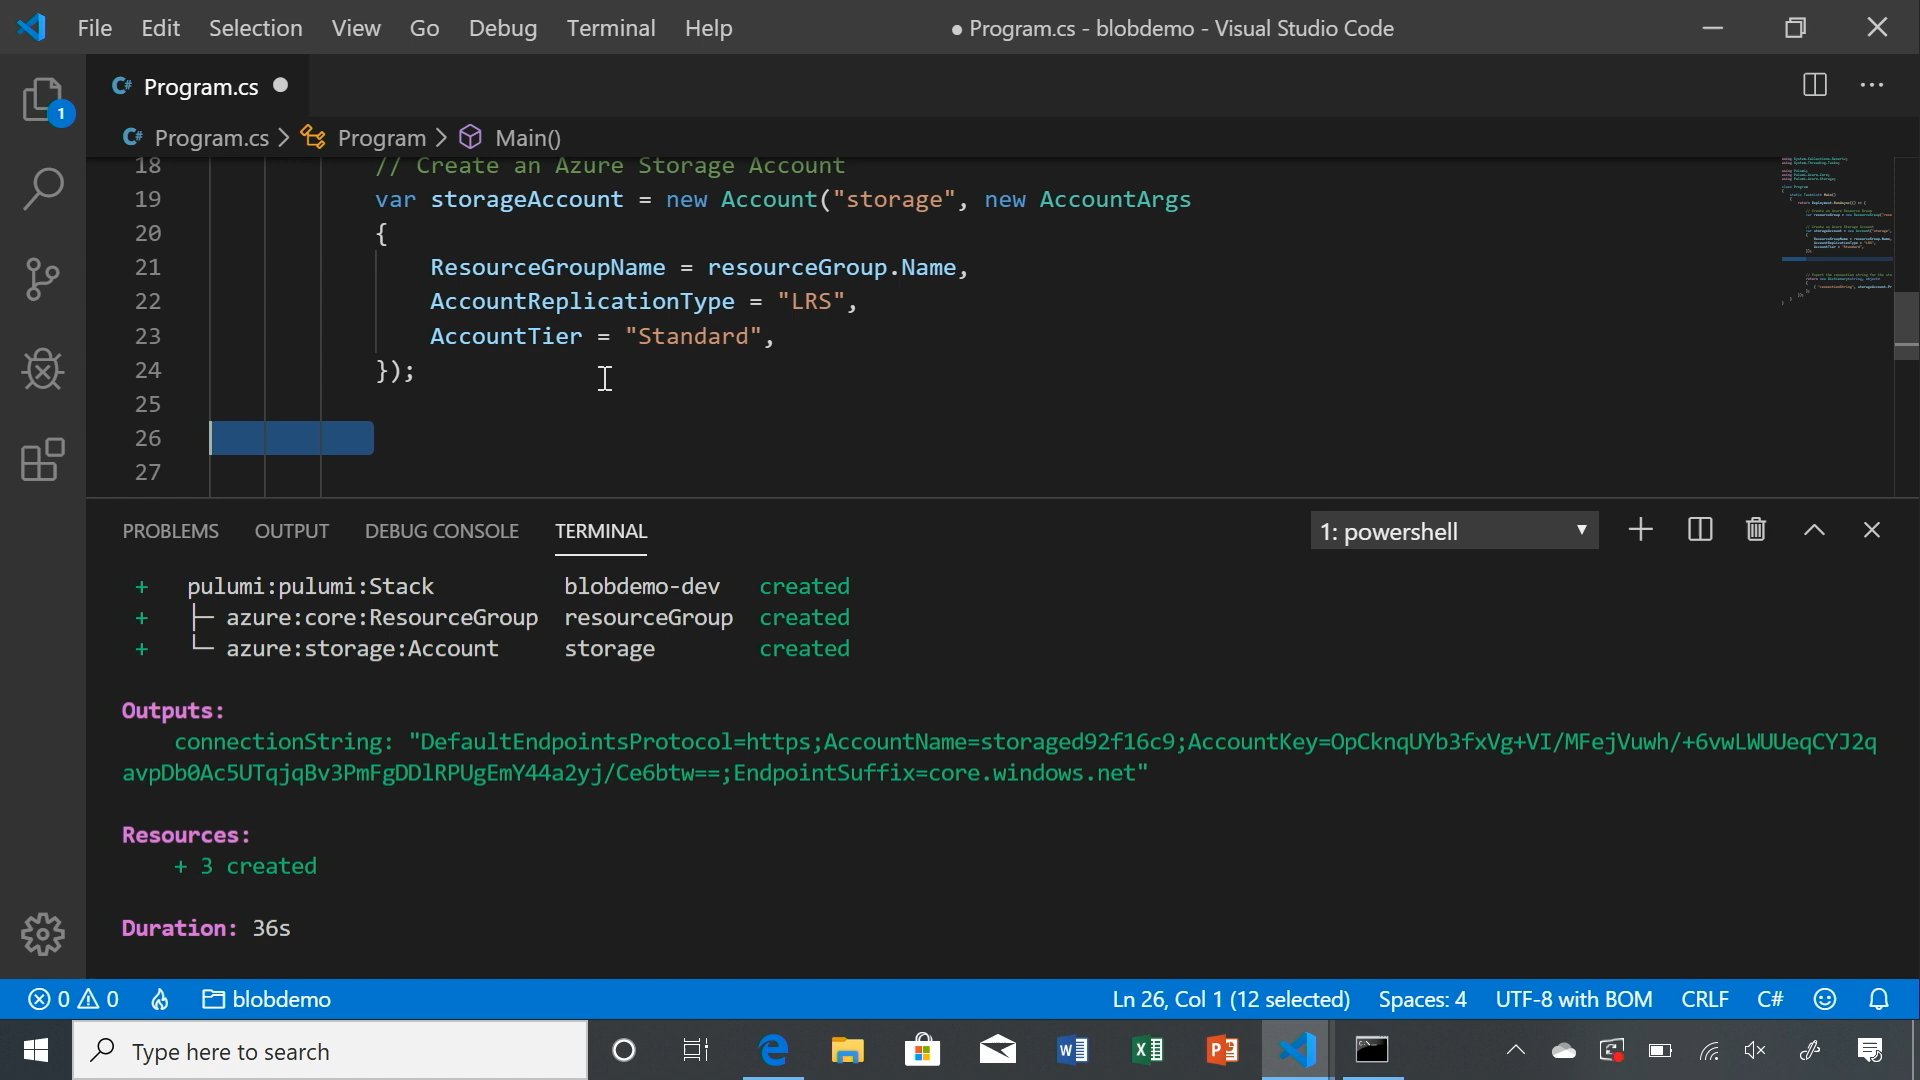 File Edit Selection View Go Debug Terminal Help ● Program.cs - blobdemo - Visual Studio Code
C# Program.cs ●
1
C# Program.cs > Program > Main()
18 // Create an Azure Storage Account
19 var storageAccount = new Account("storage", new AccountArgs
20 {
21 ResourceGroupName = resourceGroup.Name,
22 AccountReplicationType = "LRS",
23 AccountTier = "Standard",
24 });
25
26
27
PROBLEMS OUTPUT DEBUG CONSOLE TERMINAL 1: powershell
+ pulumi:pulumi:Stack blobdemo-dev created
+ ├─ azure:core:ResourceGroup resourceGroup created
+ └─ azure:storage:Account storage created
Outputs:
connectionString: "DefaultEndpointsProtocol=https;AccountName=storaged92f16c9;AccountKey=OpCknqUYb3fxVg+VI/MFejVuwh/+6vwLWUUeqCYJ2q
avpDb0Ac5UTqjqBv3PmFgDDlRPUgEmY44a2yj/Ce6btw==;EndpointSuffix=core.windows.net"
Resources:
+ 3 created
Duration: 36s
0 0 blobdemo Ln 26, Col 1 (12 selected) Spaces: 4 UTF-8 with BOM CRLF C#
Type here to search